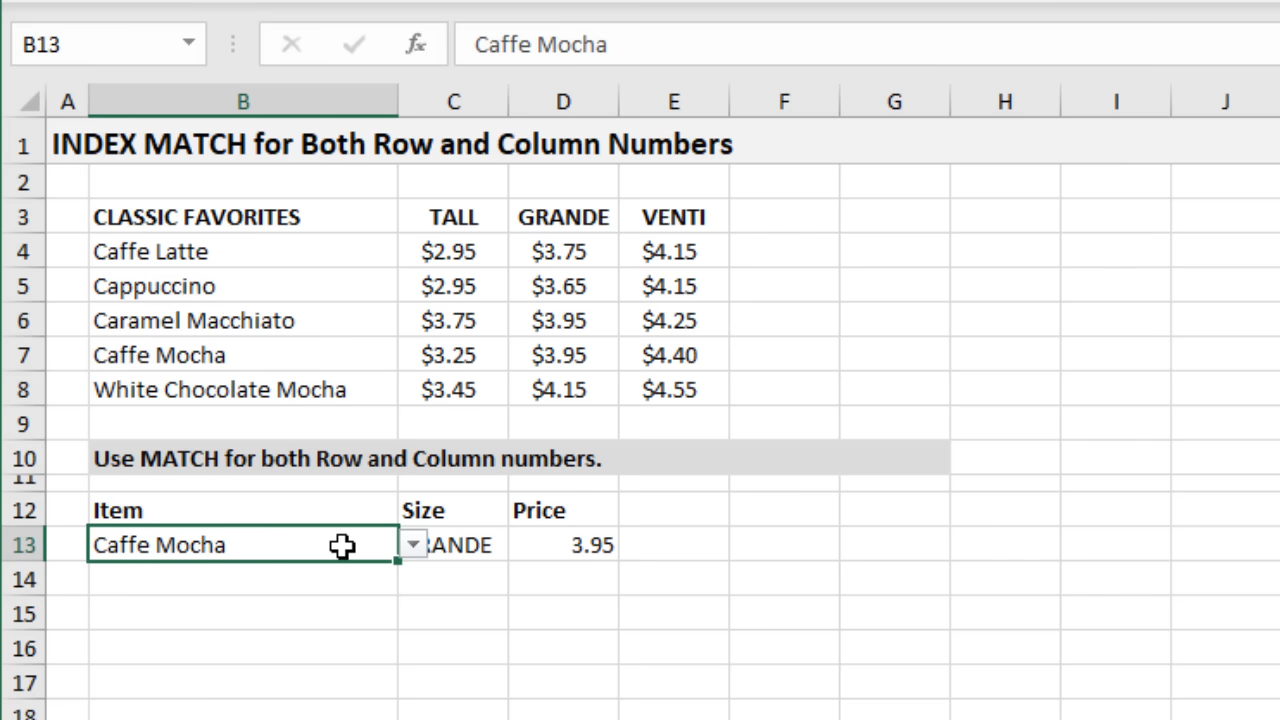 B13 fx Caffe Mocha
A B C D E F G H I J
1 INDEX MATCH for Both Row and Column Numbers
2
3 CLASSIC FAVORITES TALL GRANDE VENTI
4 Caffe Latte $2.95 $3.75 $4.15
5 Cappuccino $2.95 $3.65 $4.15
6 Caramel Macchiato $3.75 $3.95 $4.25
7 Caffe Mocha $3.25 $3.95 $4.40
8 White Chocolate Mocha $3.45 $4.15 $4.55
9
10 Use MATCH for both Row and Column numbers.
11
12 Item Size Price
13 Caffe Mocha RANDE 3.95
14
15
16
17
18